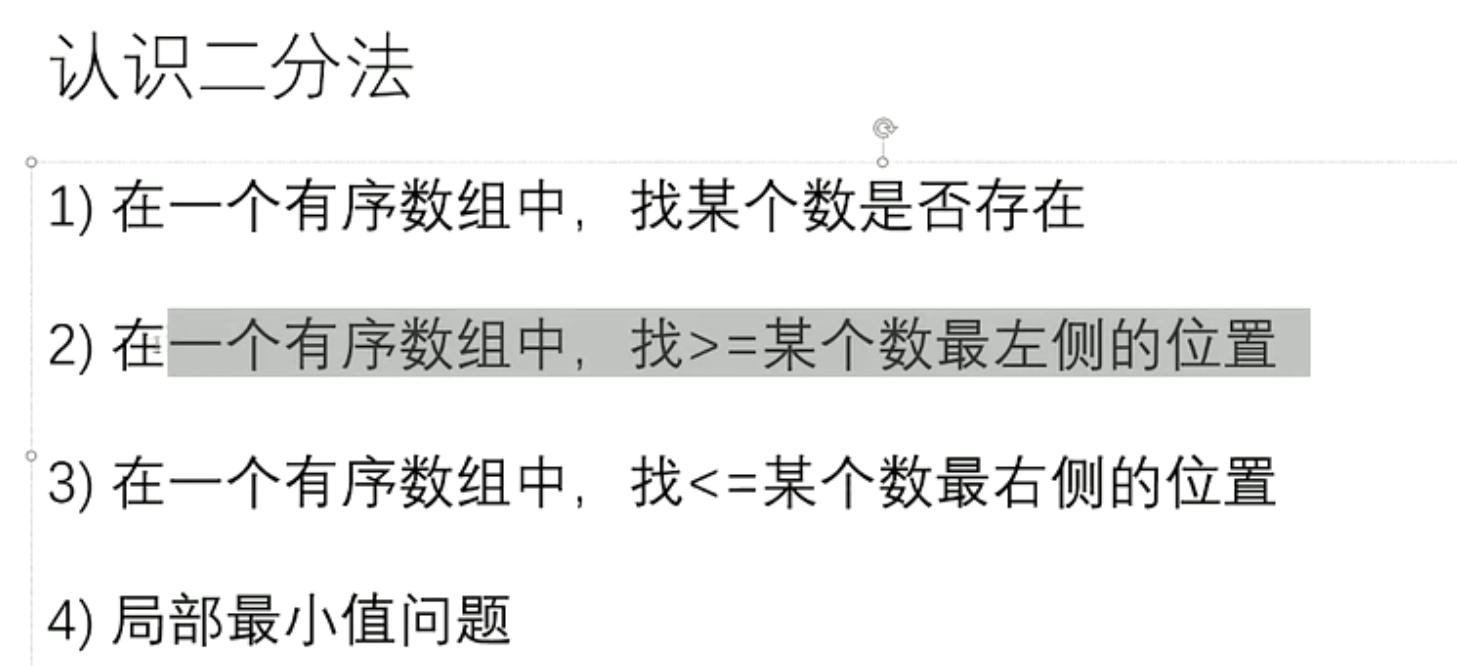 认识二分法
1) 在一个有序数组中，找某个数是否存在
2) 在一个有序数组中，找>=某个数最左侧的位置
3) 在一个有序数组中，找<=某个数最右侧的位置
4) 局部最小值问题